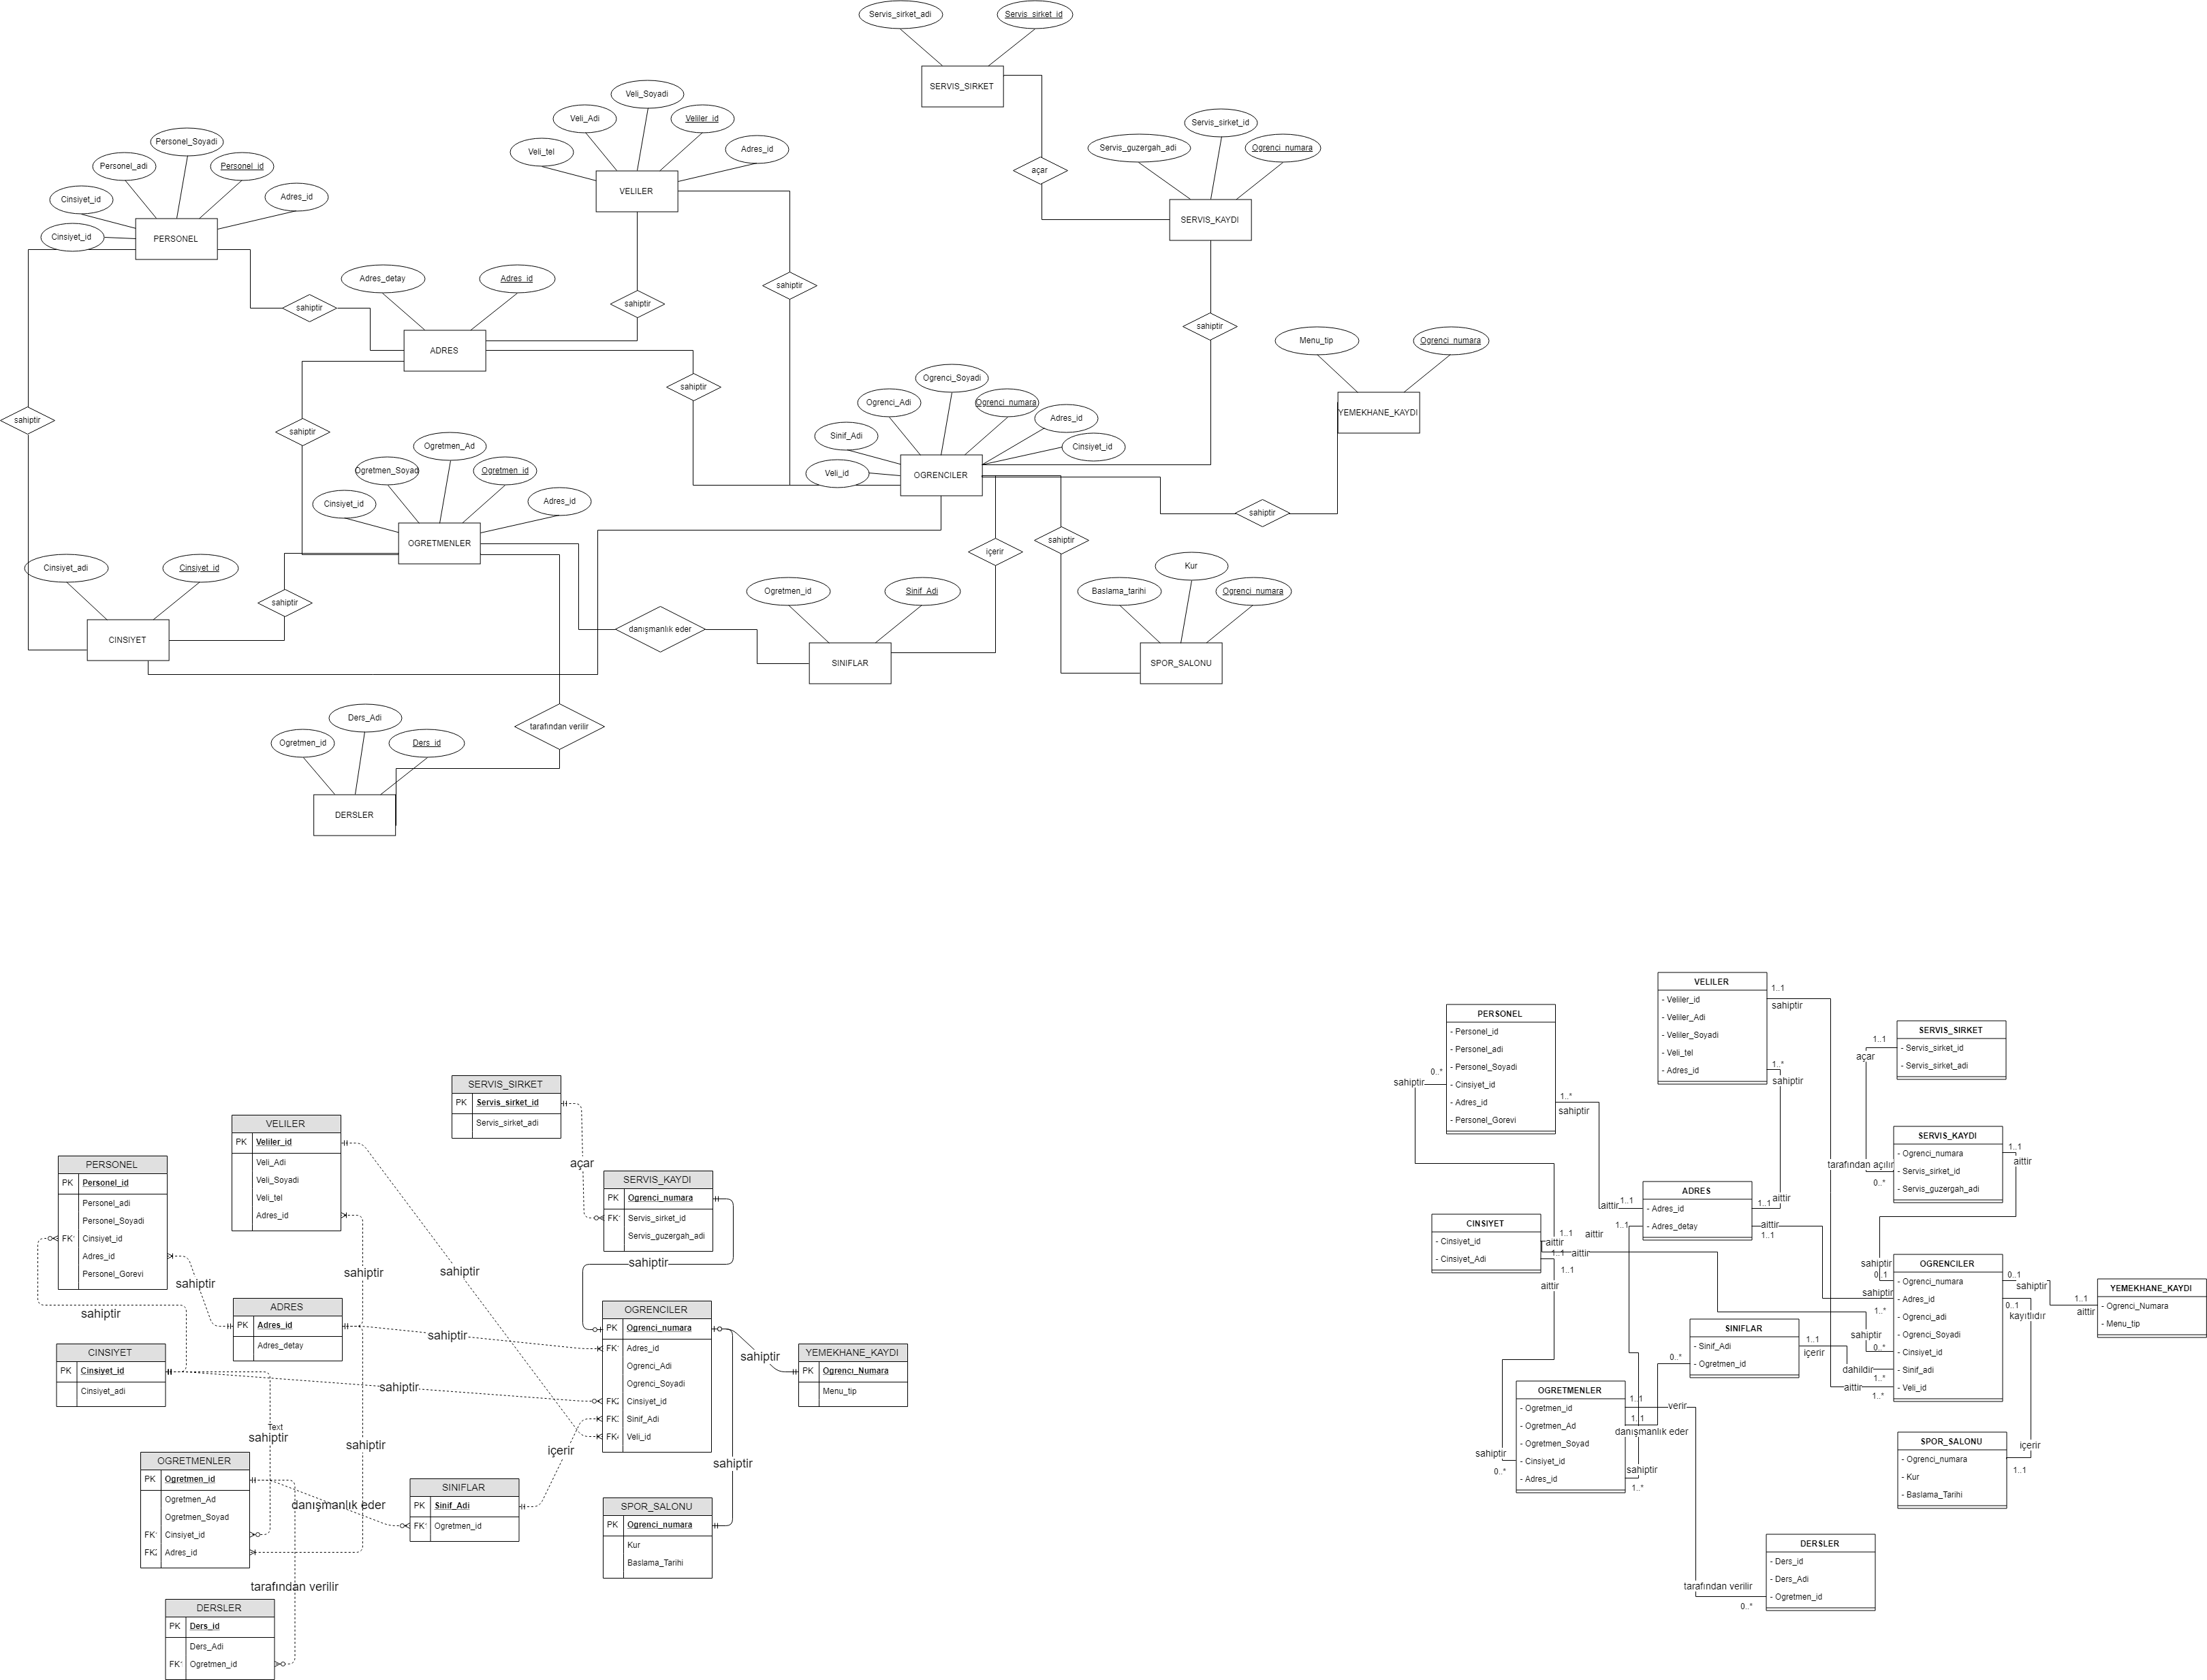 Servis_sirket_adi
Servis_sirket_id
SERVIS_SIRKET
Veli_Soyadi
Veli_Adi
Veliler_id
Veli_tel
Adres_id
VELILER
Servis_sirket_id
Servis_guzergah_adi
Ogrenci_numara
açar
SERVIS_KAYDI
Personel_Soyadi
Personel_adi
Personel_id
Cinsiyet_id
Adres_id
Cinsiyet_id
PERSONEL
Adres_detay
Adres_id
sahiptir
sahiptir
sahiptir
sahiptir
ADRES
Menu_tip
Ogrenci_numara
YEMEKHANE_KAYDI
sahiptir
Ogrenci_Soyadi
Ogrenci_Adi
Ogrenci_numara
Adres_id
Sinif_Adi
Cinsiyet_id
Veli_id
OGRENCILER
sahiptir
sahiptir
Ogretmen_Ad
Ogretmen_Soyad
Ogretmen_id
Cinsiyet_id
Adres_id
OGRETMENLER
sahiptir
sahiptir
içerir
Cinsiyet_adi
Cinsiyet_id
sahiptir
CINSIYET
danışmanlık eder
Ogretmen_id
Sinif_Adi
SINIFLAR
Kur
Baslama_tarihi
Ogrenci_numara
SPOR_SALONU
Ders_Adi
Ogretmen_id
Ders_id
tarafından verilir
DERSLER
SERVIS_SIRKET
PK Servis_sirket_id
Servis_sirket_adi
VELILER
PK Veliler_id
Veli_Adi
Veli_Soyadi
Veli_tel
Adres_id
açar
PERSONEL
PK Personel_id
Personel_adi
Personel_Soyadi
FK1 Cinsiyet_id
Adres_id
Personel_Gorevi
SERVIS_KAYDI
PK Ogrenci_numara
FK1 Servis_sirket_id
Servis_guzergah_adi
sahiptir
sahiptir
sahiptir
sahiptir
sahiptir
ADRES
PK Adres_id
Adres_detay
sahiptir
OGRENCILER
PK Ogrenci_numara
FK1 Adres_id
Ogrenci_Adi
Ogrenci_Soyadi
FK2 Cinsiyet_id
FK3 Sinif_Adi
FK4 Veli_id
CINSIYET
PK Cinsiyet_id
Cinsiyet_adi
sahiptir
sahiptir
YEMEKHANE_KAYDI
PK Ogrenci_Numara
Menu_tip
Text
sahiptir
sahiptir
içerir
sahiptir
OGRETMENLER
PK Ogretmen_id
Ogretmen_Ad
Ogretmen_Soyad
FK1 Cinsiyet_id
FK2 Adres_id
danışmanlık eder
SINIFLAR
PK Sinif_Adi
FK1 Ogretmen_id
SPOR_SALONU
PK Ogrenci_numara
Kur
Baslama_Tarihi
tarafından verilir
DERSLER
PK Ders_id
Ders_Adi
FK1 Ogretmen_id
VELILER
- Veliler_id
- Veliler_Adi
- Veliler_Soyadi
- Veli_tel
- Adres_id
1..1
sahiptir
1..*
sahiptir
PERSONEL
- Personel_id
- Personel_adi
- Personel_Soyadi
- Cinsiyet_id
- Adres_id
- Personel_Gorevi
0..*
sahiptir
1..*
sahiptir
SERVIS_SIRKET
- Servis_sirket_id
- Servis_sirket_adi
1..1
açar
SERVIS_KAYDI
- Ogrenci_numara
- Servis_sirket_id
- Servis_guzergah_adi
1..1
aittir
tarafından açılır
0..*
ADRES
- Adres_id
- Adres_detay
aittir
1..1
1..1
aittir
1..1
aittir
1..1
CINSIYET
- Cinsiyet_id
- Cinsiyet_Adi
1..1
aittir
aittir
1..1
aittir
1..1
aittir
OGRENCILER
- Ogrenci_numara
- Adres_id
- Ogrenci_adi
- Ogrenci_Soyadi
- Cinsiyet_id
- Sinif_adi
- Veli_id
sahiptir
0..1
sahiptir
1..*
sahiptir
0..*
dahildir
1..*
aittir
1..*
0..1
sahiptir
0..1
kayıtlıdır
YEMEKHANE_KAYDI
- Ogrenci_Numara
- Menu_tip
1..1
aittir
SINIFLAR
- Sinif_Adi
- Ogretmen_id
1..1
içerir
0..*
OGRETMENLER
- Ogretmen_id
- Ogretmen_Ad
- Ogretmen_Soyad
- Cinsiyet_id
- Adres_id
1..1
verir
1..1
danışmanlık eder
sahiptir
0..*
sahiptir
1..*
SPOR_SALONU
- Ogrenci_numara
- Kur
- Baslama_Tarihi
içerir
1..1
DERSLER
- Ders_id
- Ders_Adi
- Ogretmen_id
tarafından verilir
0..*